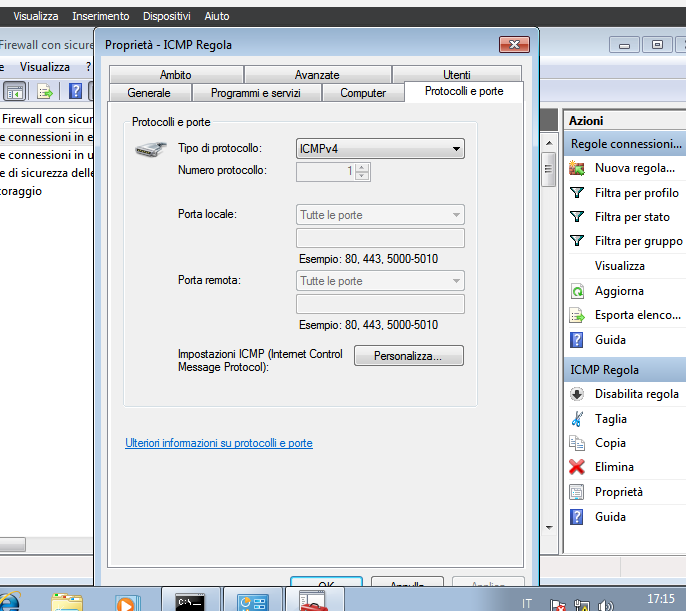 Visualizza Inserimento Dispositivi Aiuto
Firewall con sicure
Proprietà - ICMP Regola
e Visualizza ?
Ambito Avanzate Utenti
Generale Programmi e servizi Computer Protocolli e porte
Firewall con sicur
e connessioni in e
e connessioni in u
e di sicurezza delle
toraggio
Protocolli e porte
Tipo di protocollo: ICMPv4
Numero protocollo: 1
Porta locale: Tutte le porte
Esempio: 80, 443, 5000-5010
Porta remota: Tutte le porte
Esempio: 80, 443, 5000-5010
Impostazioni ICMP (Internet Control
Message Protocol):
Personalizza...
Ulteriori informazioni su protocolli e porte
OK Annulla Applica
Azioni
Regole connessioni...
Nuova regola...
Filtra per profilo
Filtra per stato
Filtra per gruppo
Visualizza
Aggiorna
Esporta elenco...
Guida
ICMP Regola
Disabilita regola
Taglia
Copia
Elimina
Proprietà
Guida
C:\.
IT
17:15